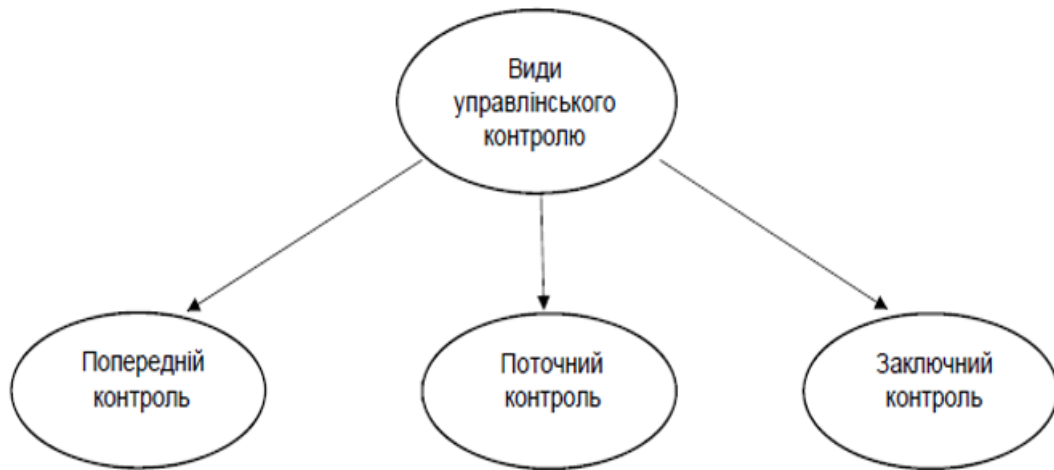 Види
управлінського
контролю
Попередній
контроль
Поточний
контроль
Заключний
контроль